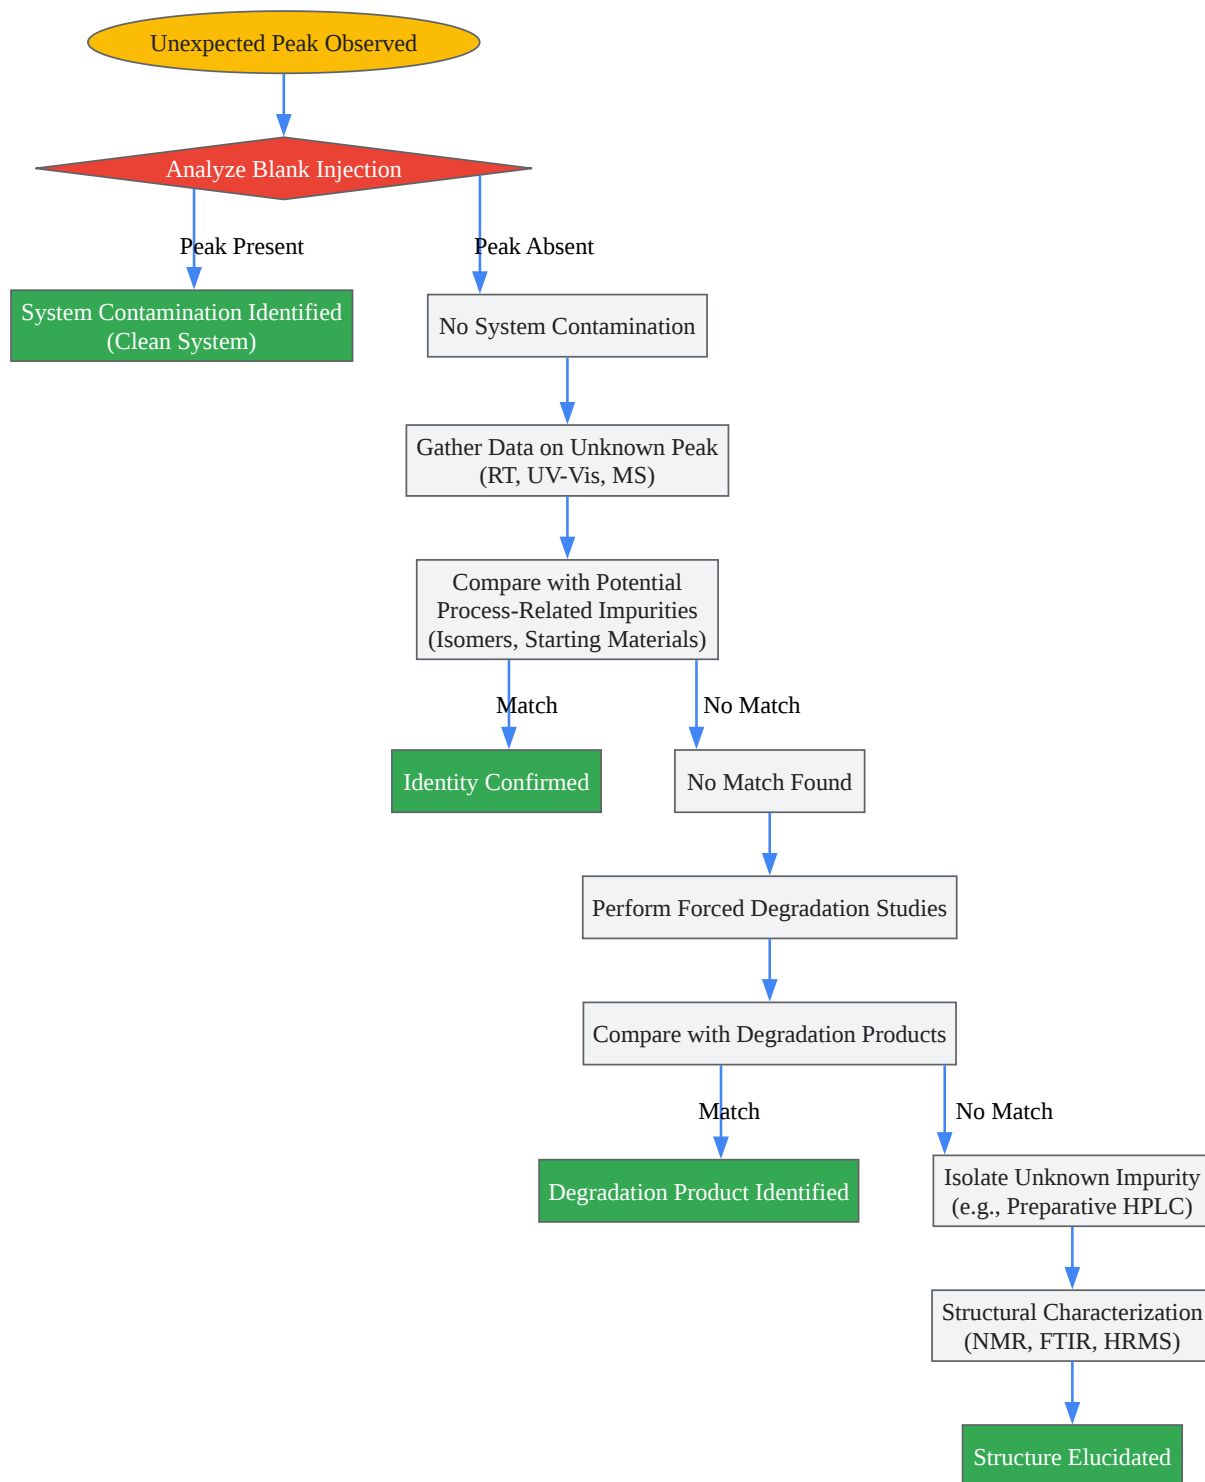 Unexpected Peak Observed
Analyze Blank Injection
Peak Present
Peak Absent
System Contamination Identified
(Clean System)
No System Contamination
Gather Data on Unknown Peak
(RT, UV-Vis, MS)
Compare with Potential
Process-Related Impurities
(Isomers, Starting Materials)
Match
No Match
Identity Confirmed
No Match Found
Perform Forced Degradation Studies
Compare with Degradation Products
Match
No Match
Degradation Product Identified
Isolate Unknown Impurity
(e.g., Preparative HPLC)
Structural Characterization
(NMR, FTIR, HRMS)
Structure Elucidated